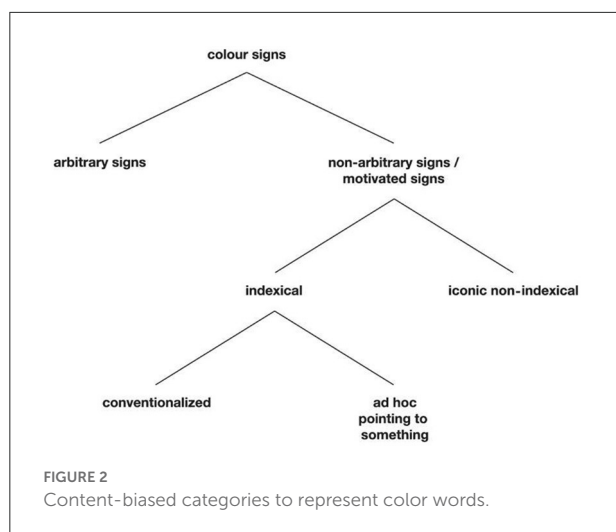 colour signs
arbitrary signs
non-arbitrary signs /
motivated signs
indexical
iconic non-indexical
conventionalized
ad hoc
pointing to
something
FIGURE 2
Content-biased categories to represent color words.